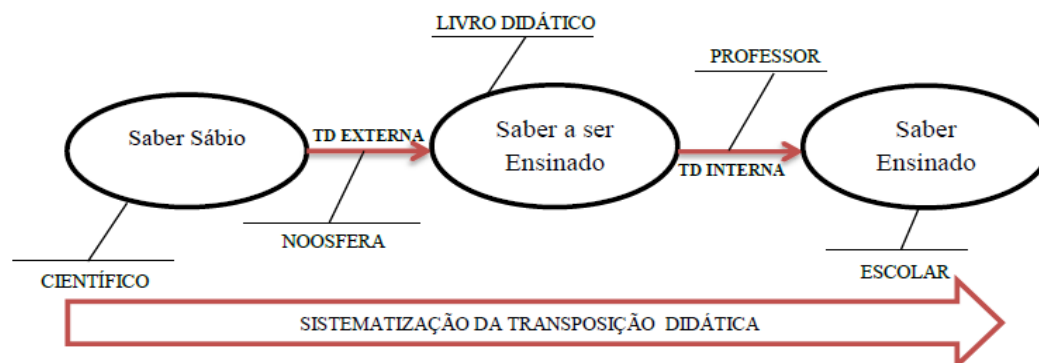 LIVRO DIDÁTICO
PROFESSOR
Saber Sábio
TD EXTERNA
Saber a ser
Ensinado
TD INTERNA
Saber
Ensinado
NOOSFERA
CIENTÍFICO
ESCOLAR
SISTEMATIZAÇÃO DA TRANSPOSIÇÃO DIDÁTICA